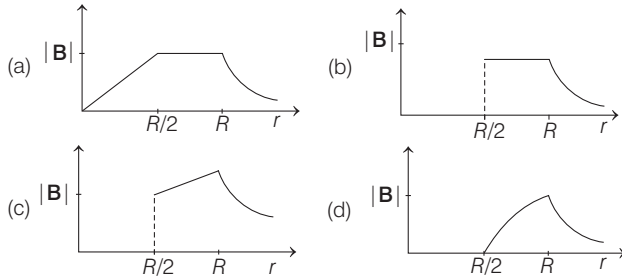 (a) |B| R/2 R r
(b) |B| R/2 R r
(c) |B| R/2 R r
(d) |B| R/2 R r